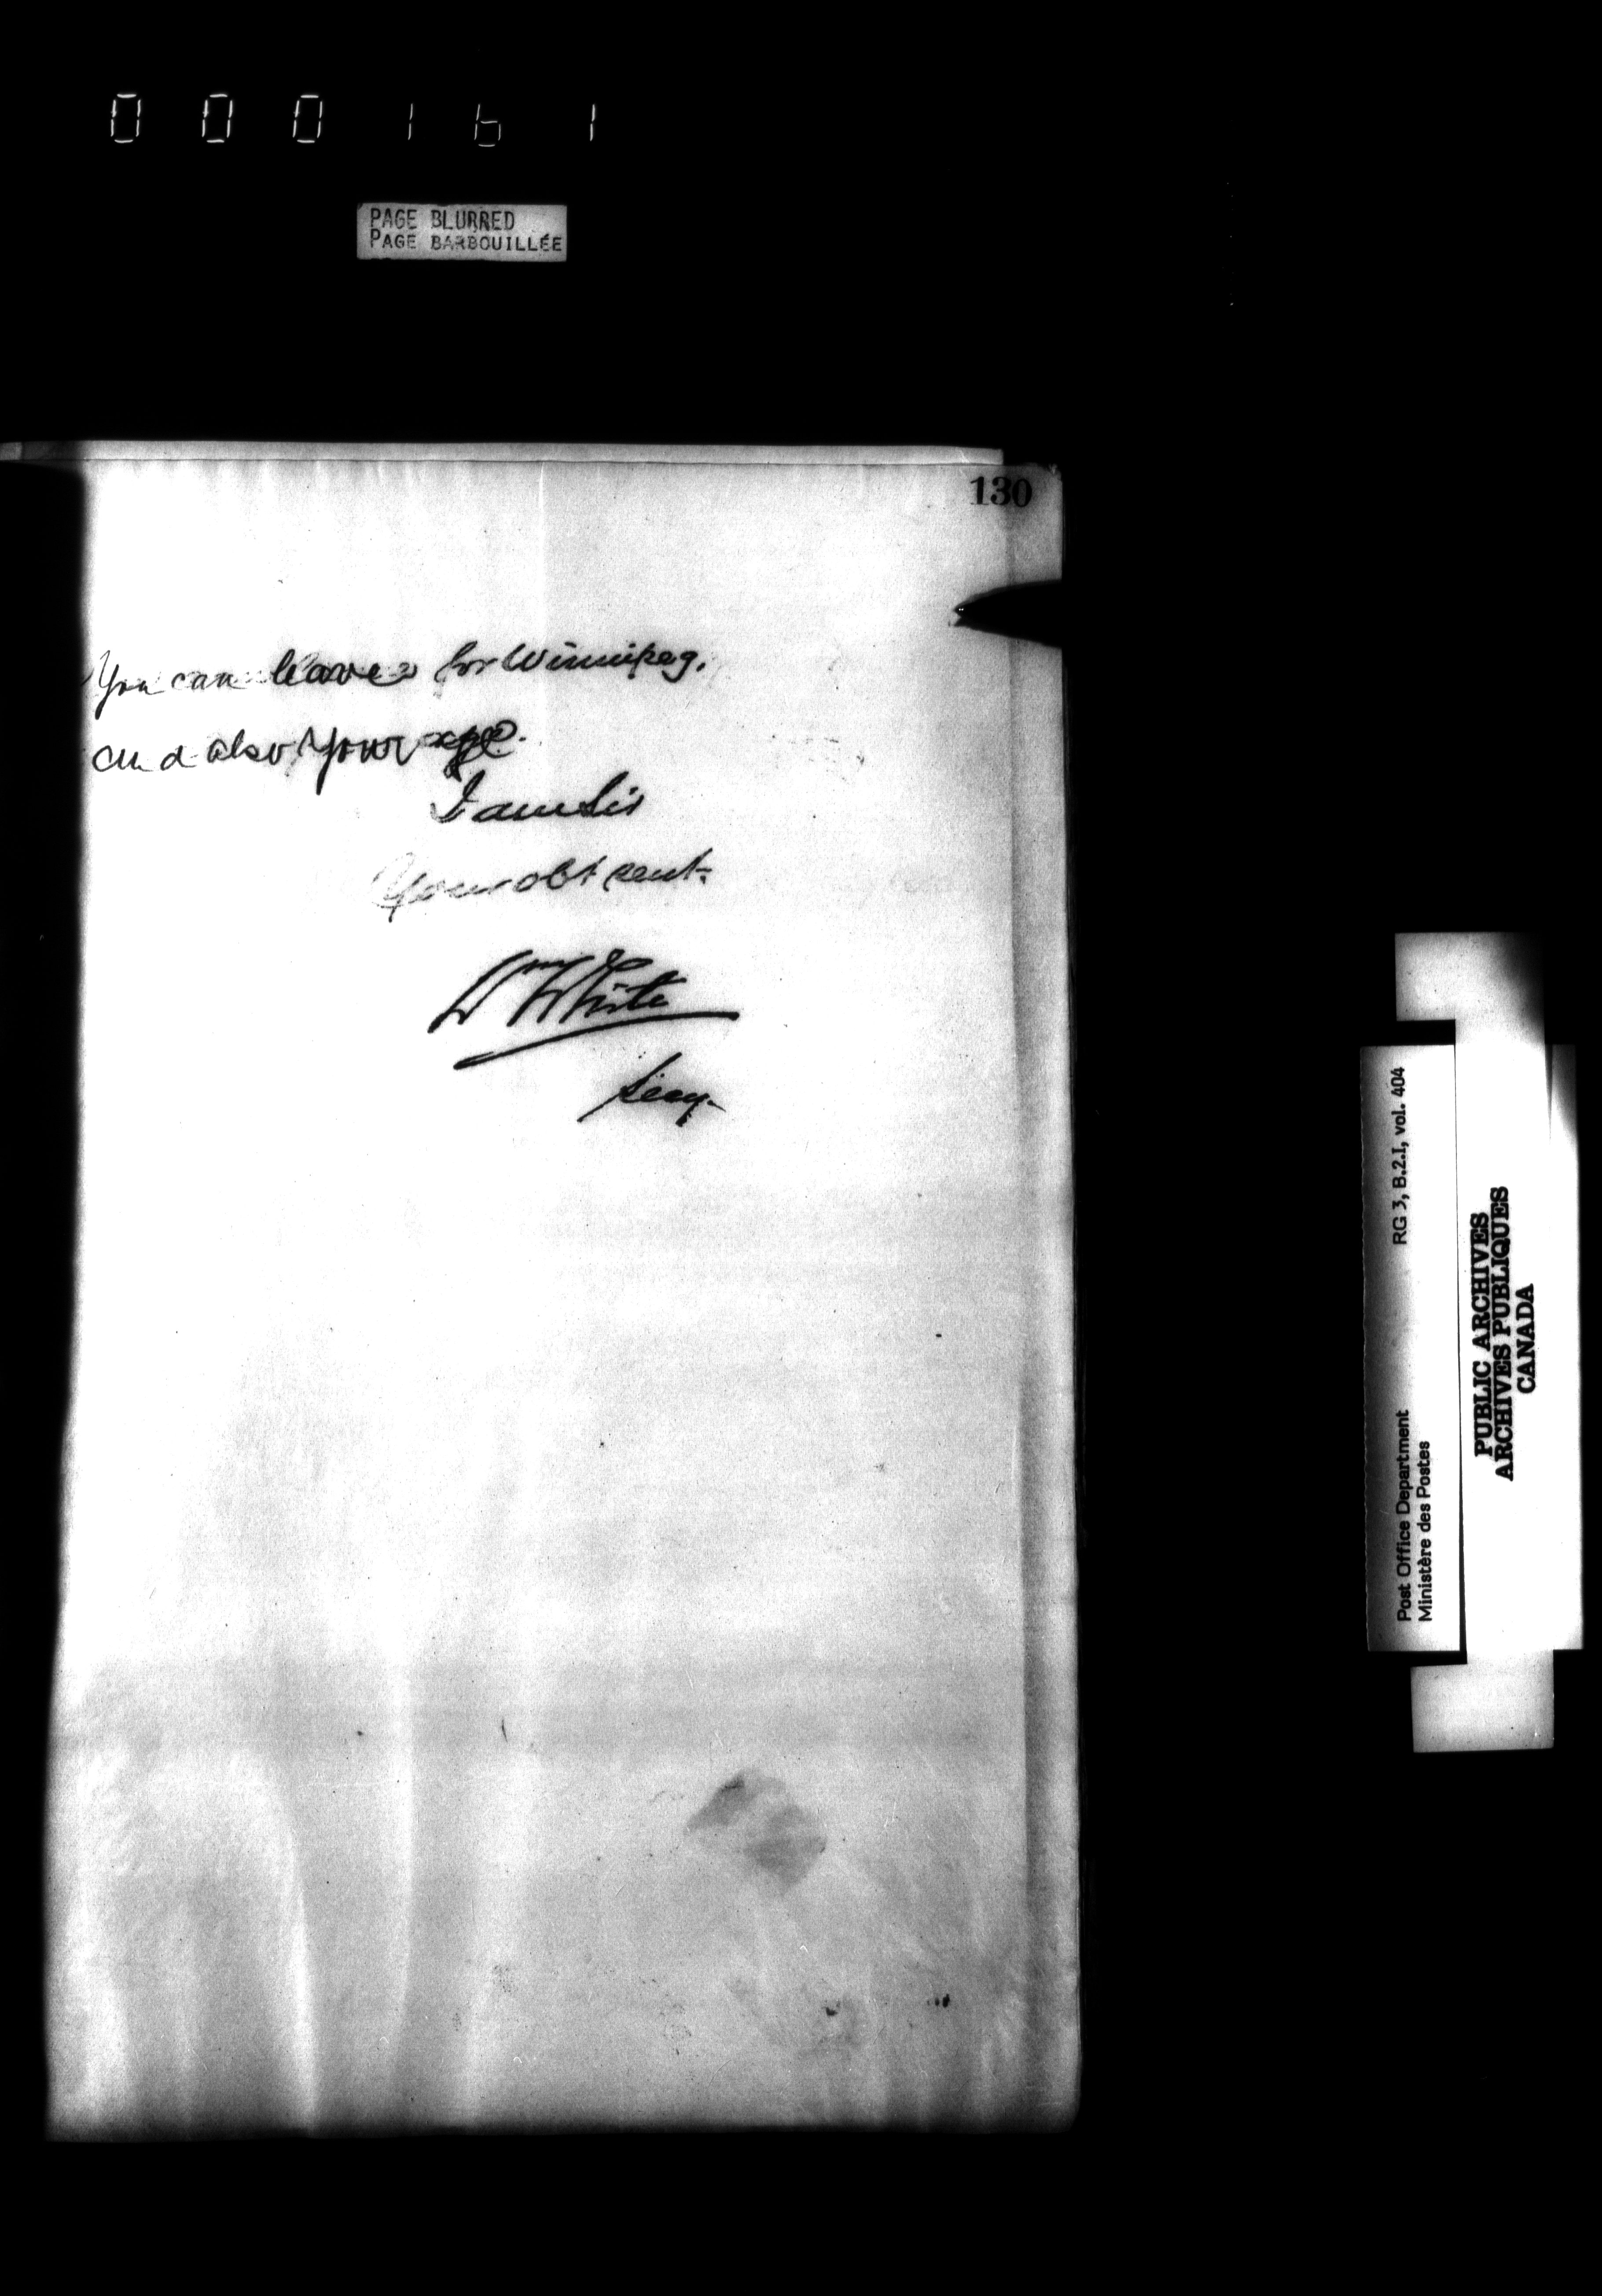 000161
PAGE BLURRED
PAGE BARBOUILLÉE
130
You can leave for Winnipeg.
and also your age.
I am Sir
Your obt servt.
Wm White
Secy.
RG 3, B.2.I, vol. 404
Post Office Department
Ministère des Postes
PUBLIC ARCHIVES
ARCHIVES PUBLIQUES
CANADA